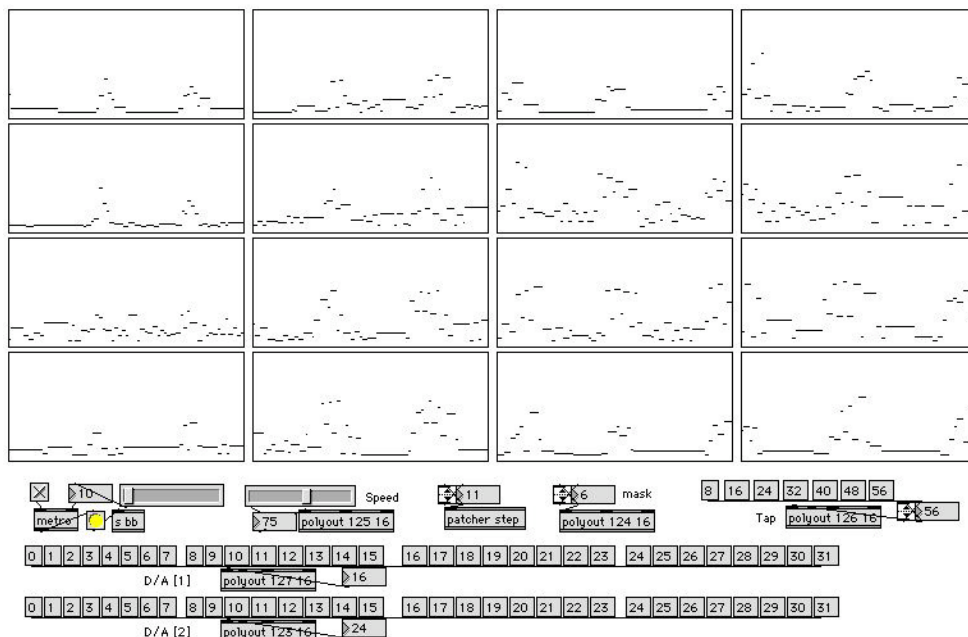 10 Speed 11 6 mask 8 16 24 32 40 48 56
metro s bb 75 polyout 125 16 patcher step polyout 124 16 Tap polyout 126 16 56
0 1 2 3 4 5 6 7 8 9 10 11 12 13 14 15 16 17 18 19 20 21 22 23 24 25 26 27 28 29 30 31
D/A [1] polyout 127 16 16
0 1 2 3 4 5 6 7 8 9 10 11 12 13 14 15 16 17 18 19 20 21 22 23 24 25 26 27 28 29 30 31
D/A [2] polyout 123 16 24